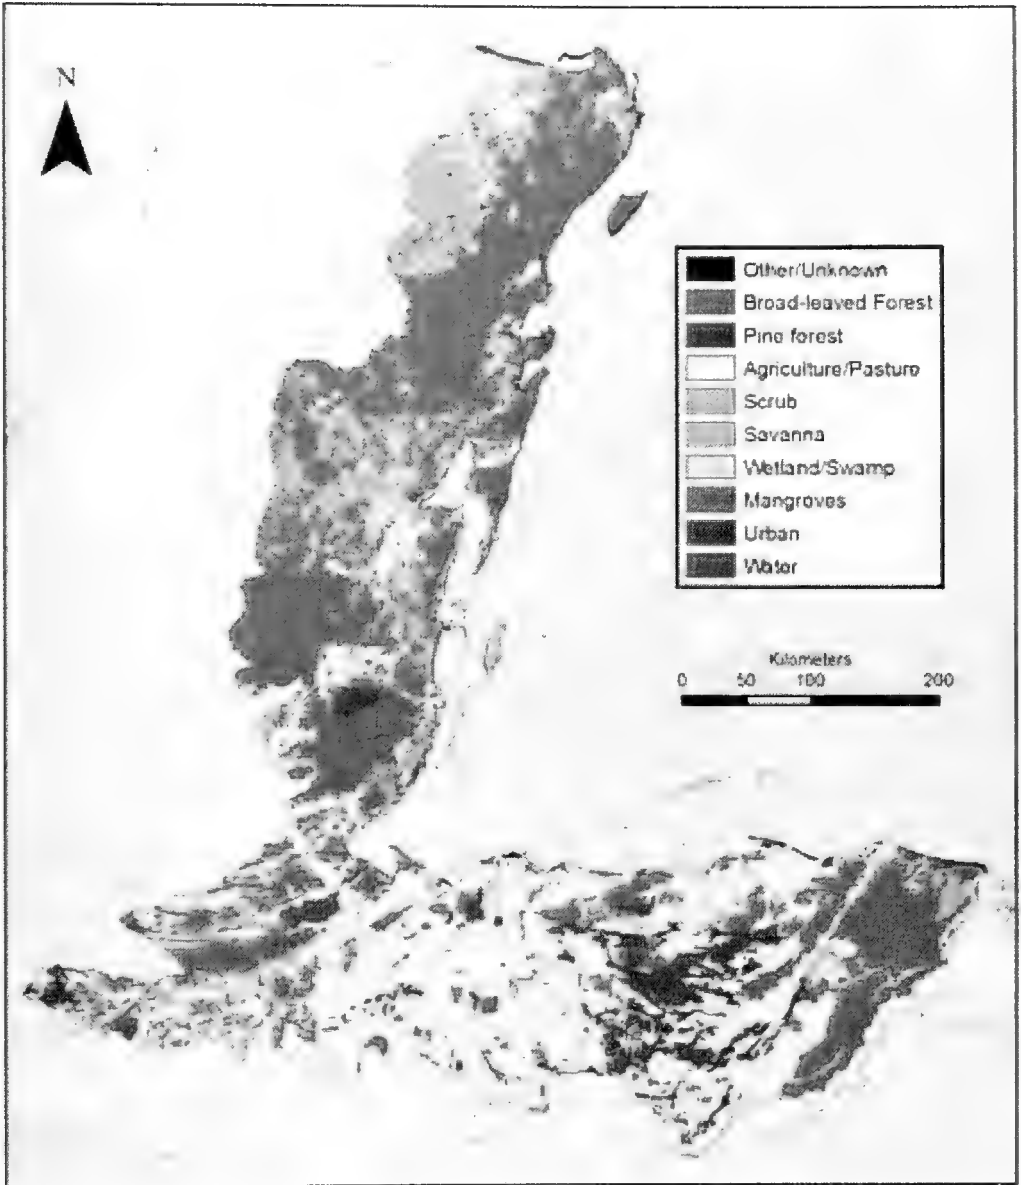 N
Other/Unknown
Broad-leaved Forest
Pine forest
Agriculture/Pasture
Scrub
Savanna
Wetland/Swamp
Mangroves
Urban
Water
Kilometers
0 50 100 200